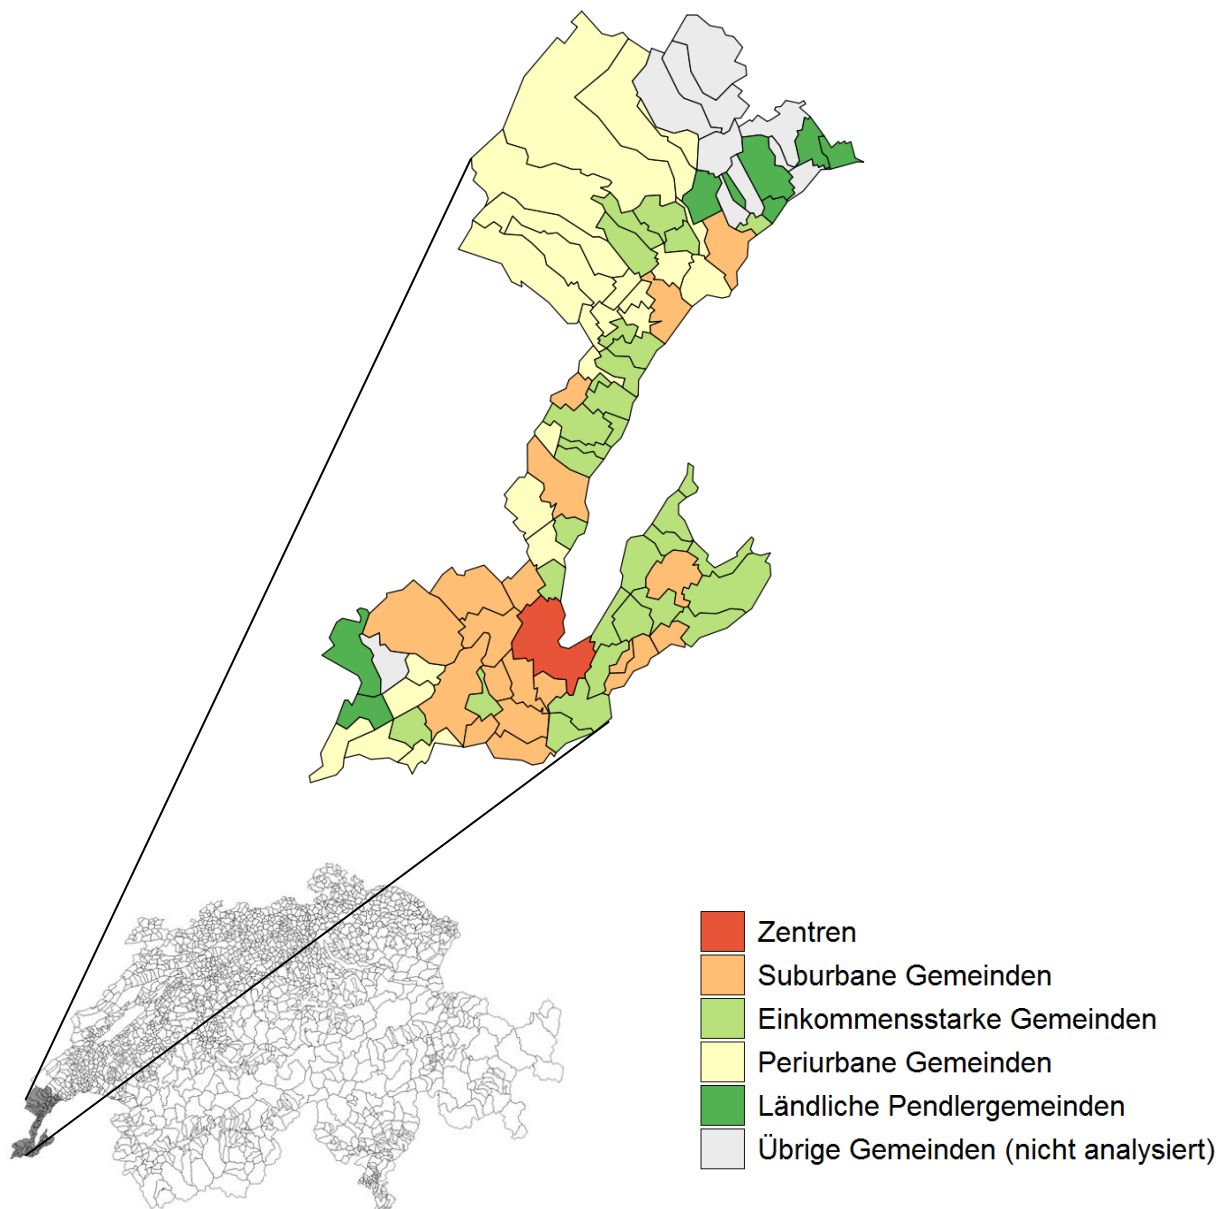 Zentren
Suburbane Gemeinden
Einkommensstarke Gemeinden
Periurbane Gemeinden
Ländliche Pendlergemeinden
Übrige Gemeinden (nicht analysiert)